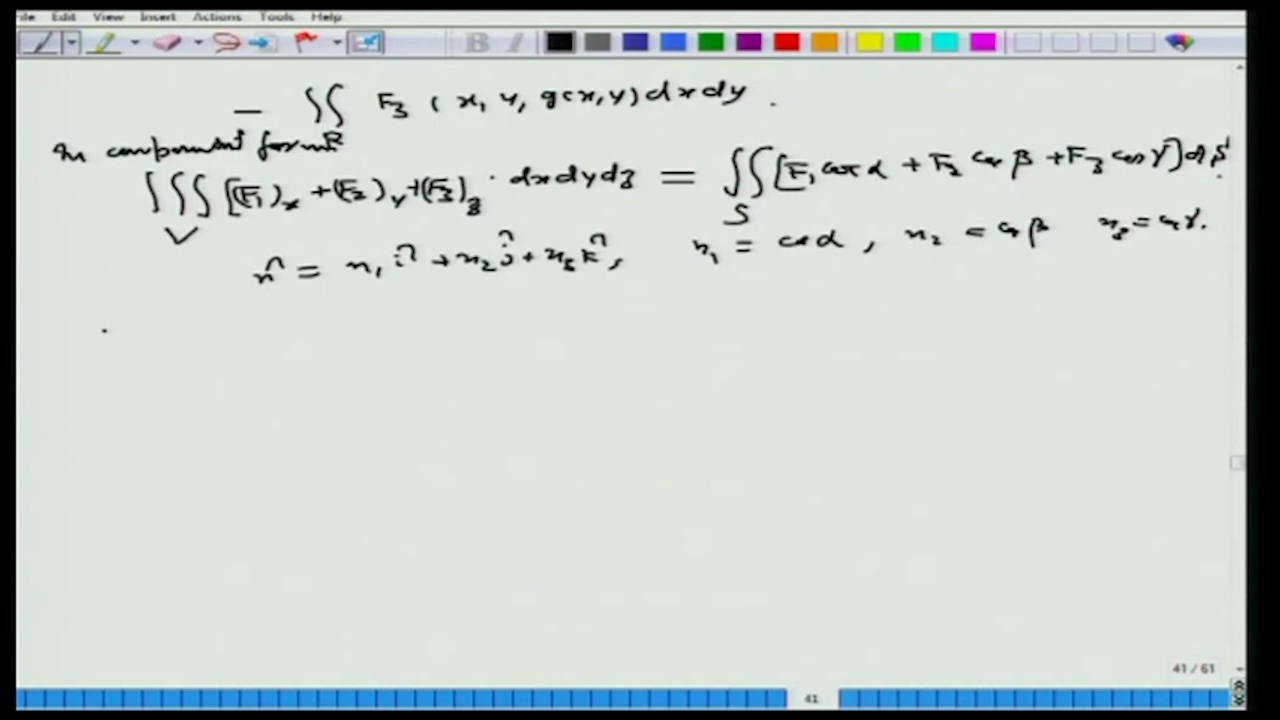 File Edit View Insert Actions Tools Help
B I
− ∬ F₃ (x, y, g(x, y)) dx dy .
R
In component form
∭ [(F₁)ₓ + (F₂)ᵧ + (F₃)_z . dx dy dz = ∬ [F₁ cos α + F₂ cos β + F₃ cos γ] ds .
V S
n̂ = n₁ î + n₂ ĵ + n₃ k̂ , n₁ = cos α , n₂ = cos β n₃ = cos γ .
41 / 61
41